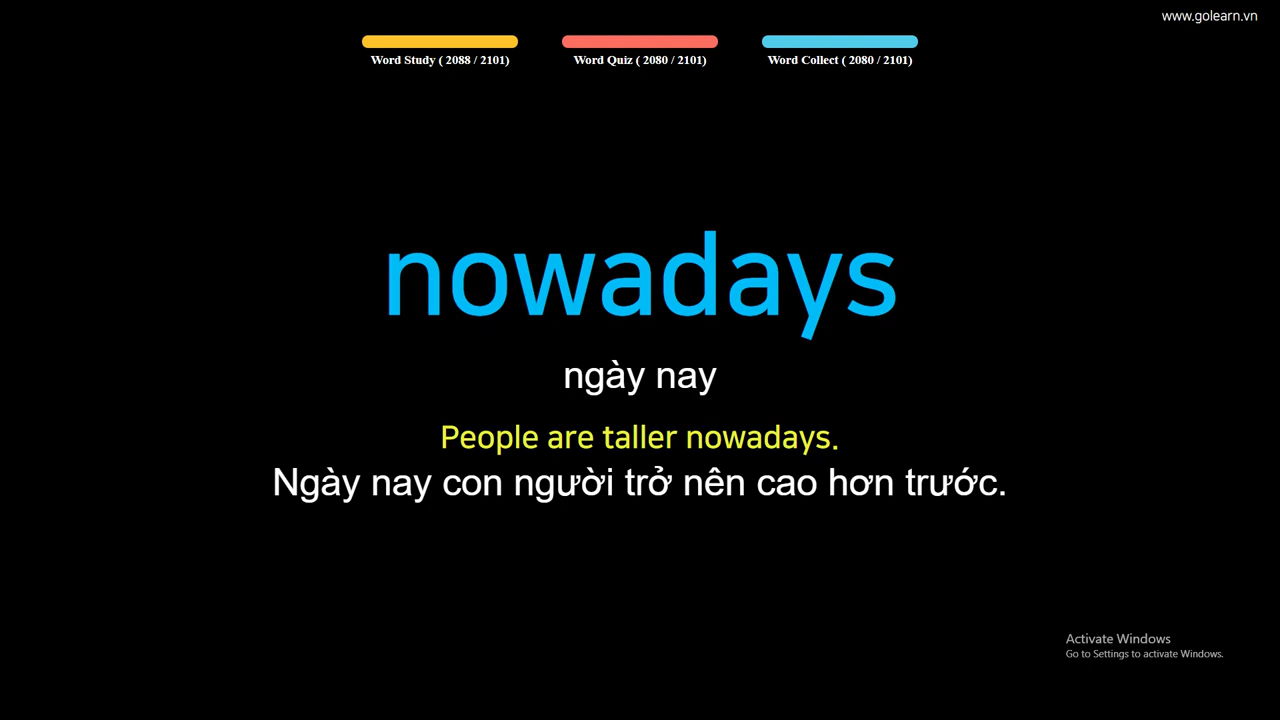 www.golearn.vn
Word Study ( 2088 / 2101)
Word Quiz ( 2080 / 2101)
Word Collect ( 2080 / 2101)
nowadays
ngày nay
People are taller nowadays.
Ngày nay con người trở nên cao hơn trước.
Activate Windows
Go to Settings to activate Windows.